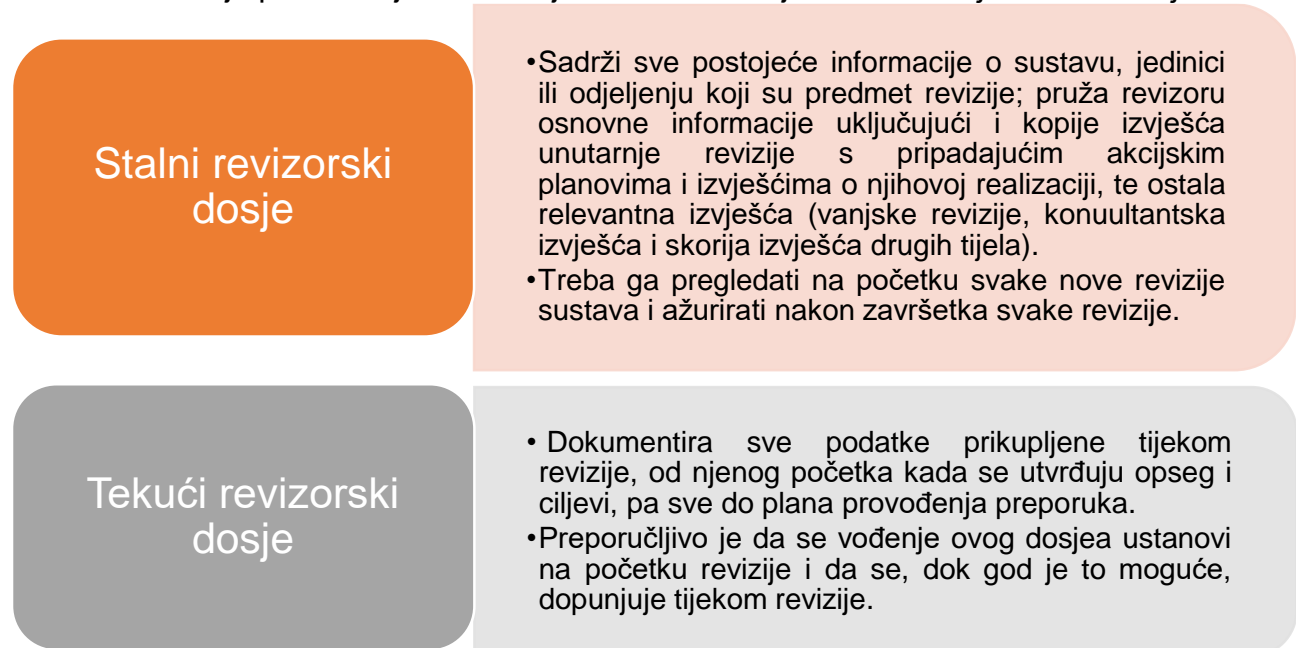 Stalni revizorski
dosje
•Sadrži sve postojeće informacije o sustavu, jedinici
ili odjeljenju koji su predmet revizije; pruža revizoru
osnovne informacije uključujući i kopije izvješća
unutarnje revizije s pripadajućim akcijskim
planovima i izvješćima o njihovoj realizaciji, te ostala
relevantna izvješća (vanjske revizije, konuultantska
izvješća i skorija izvješća drugih tijela).
•Treba ga pregledati na početku svake nove revizije
sustava i ažurirati nakon završetka svake revizije.
Tekući revizorski
dosje
• Dokumentira sve podatke prikupljene tijekom
revizije, od njenog početka kada se utvrđuju opseg i
ciljevi, pa sve do plana provođenja preporuka.
•Preporučljivo je da se vođenje ovog dosjea ustanovi
na početku revizije i da se, dok god je to moguće,
dopunjuje tijekom revizije.